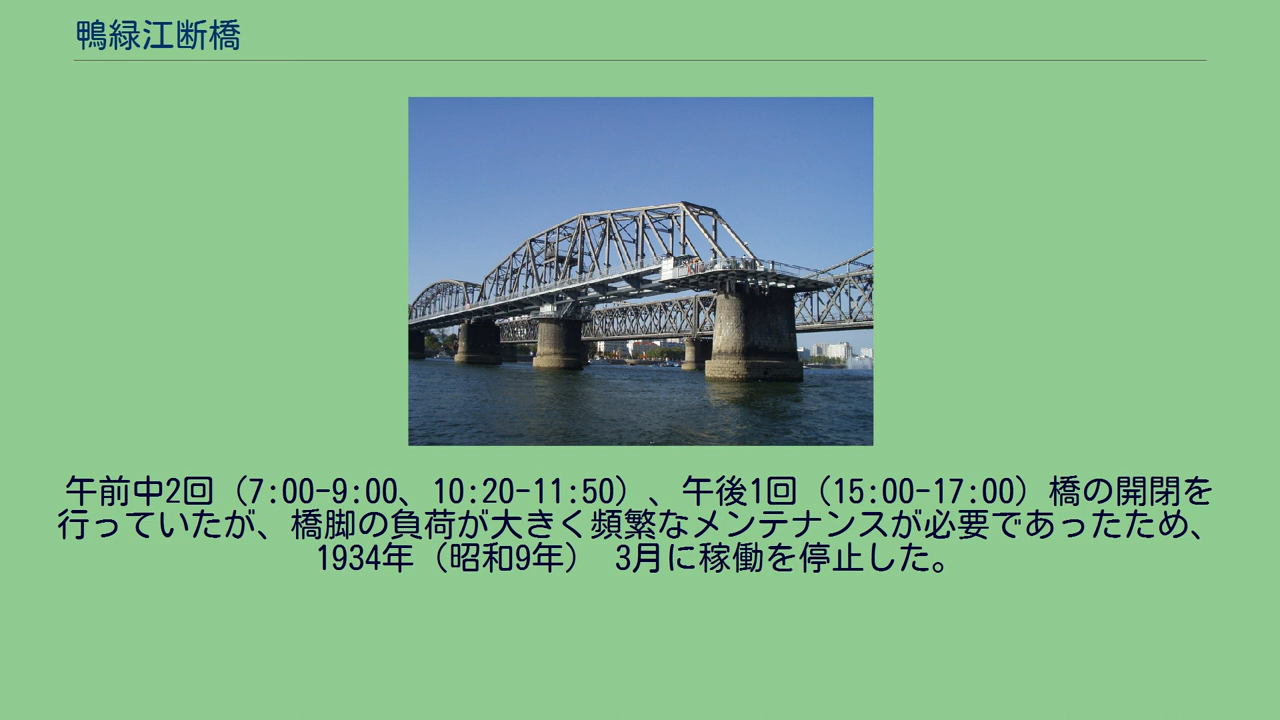 鴨緑江断橋
午前中2回（7:00-9:00、10:20-11:50）、午後1回（15:00-17:00）橋の開閉を
行っていたが、橋脚の負荷が大きく頻繁なメンテナンスが必要であったため、
1934年（昭和9年） 3月に稼働を停止した。